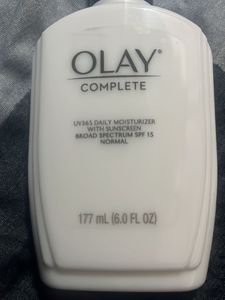 OLAY®
COMPLETE
UV365 DAILY MOISTURIZER
WITH SUNSCREEN
BROAD SPECTRUM SPF 15
NORMAL
177 mL (6.0 FL OZ)